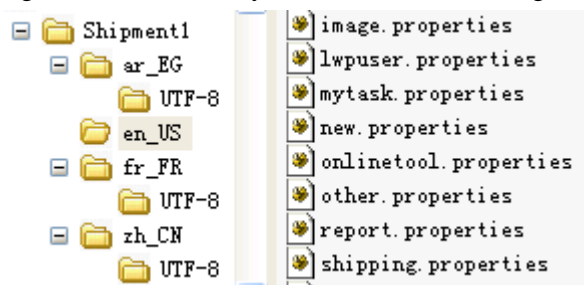 Shipment1
ar_EG
UTF-8
en_US
fr_FR
UTF-8
zh_CN
UTF-8
image.properties
lwpuser.properties
mytask.properties
new.properties
onlinetool.properties
other.properties
report.properties
shipping.properties